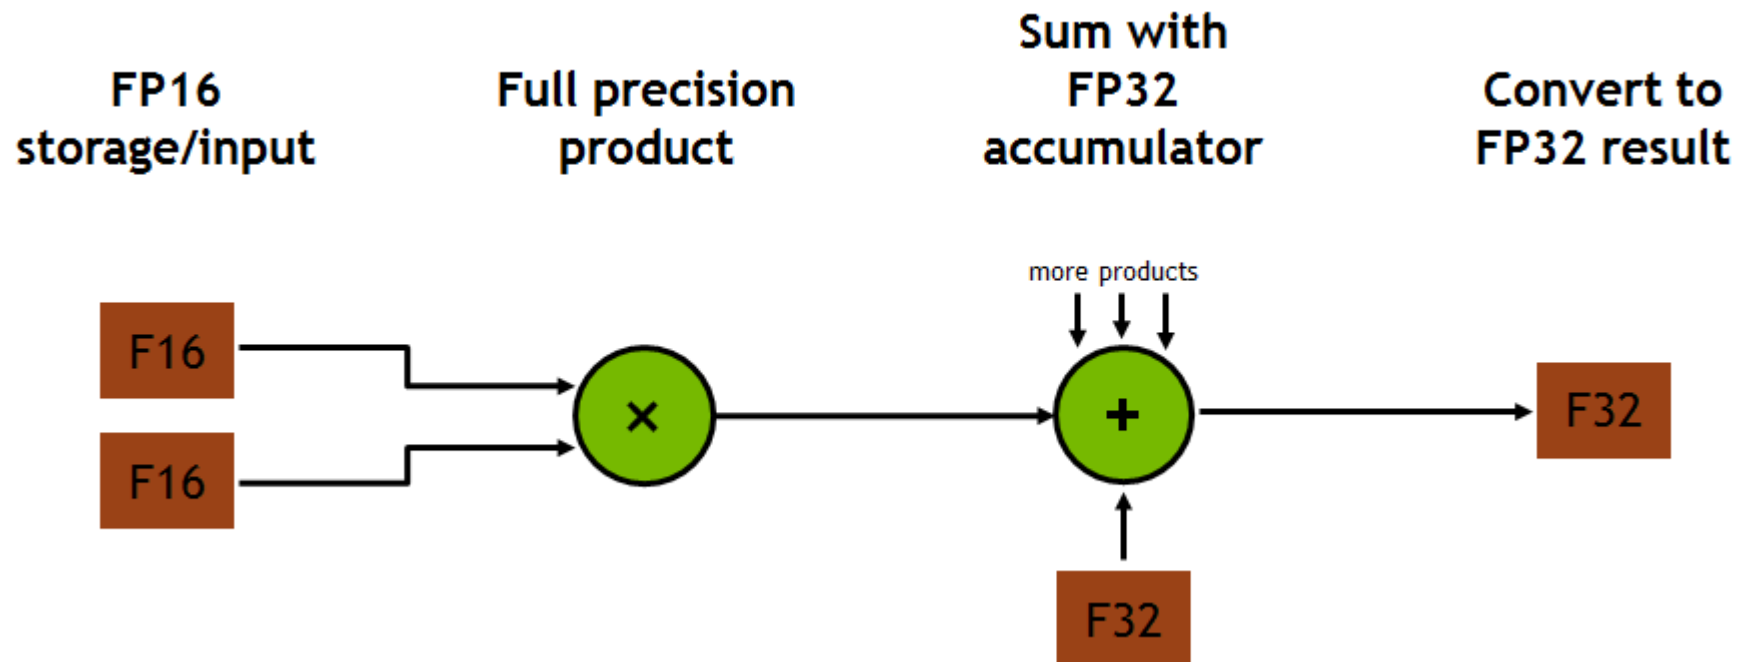 FP16
storage/input
Full precision
product
Sum with
FP32
accumulator
Convert to
FP32 result
more products
F16
F16
×
+
F32
F32